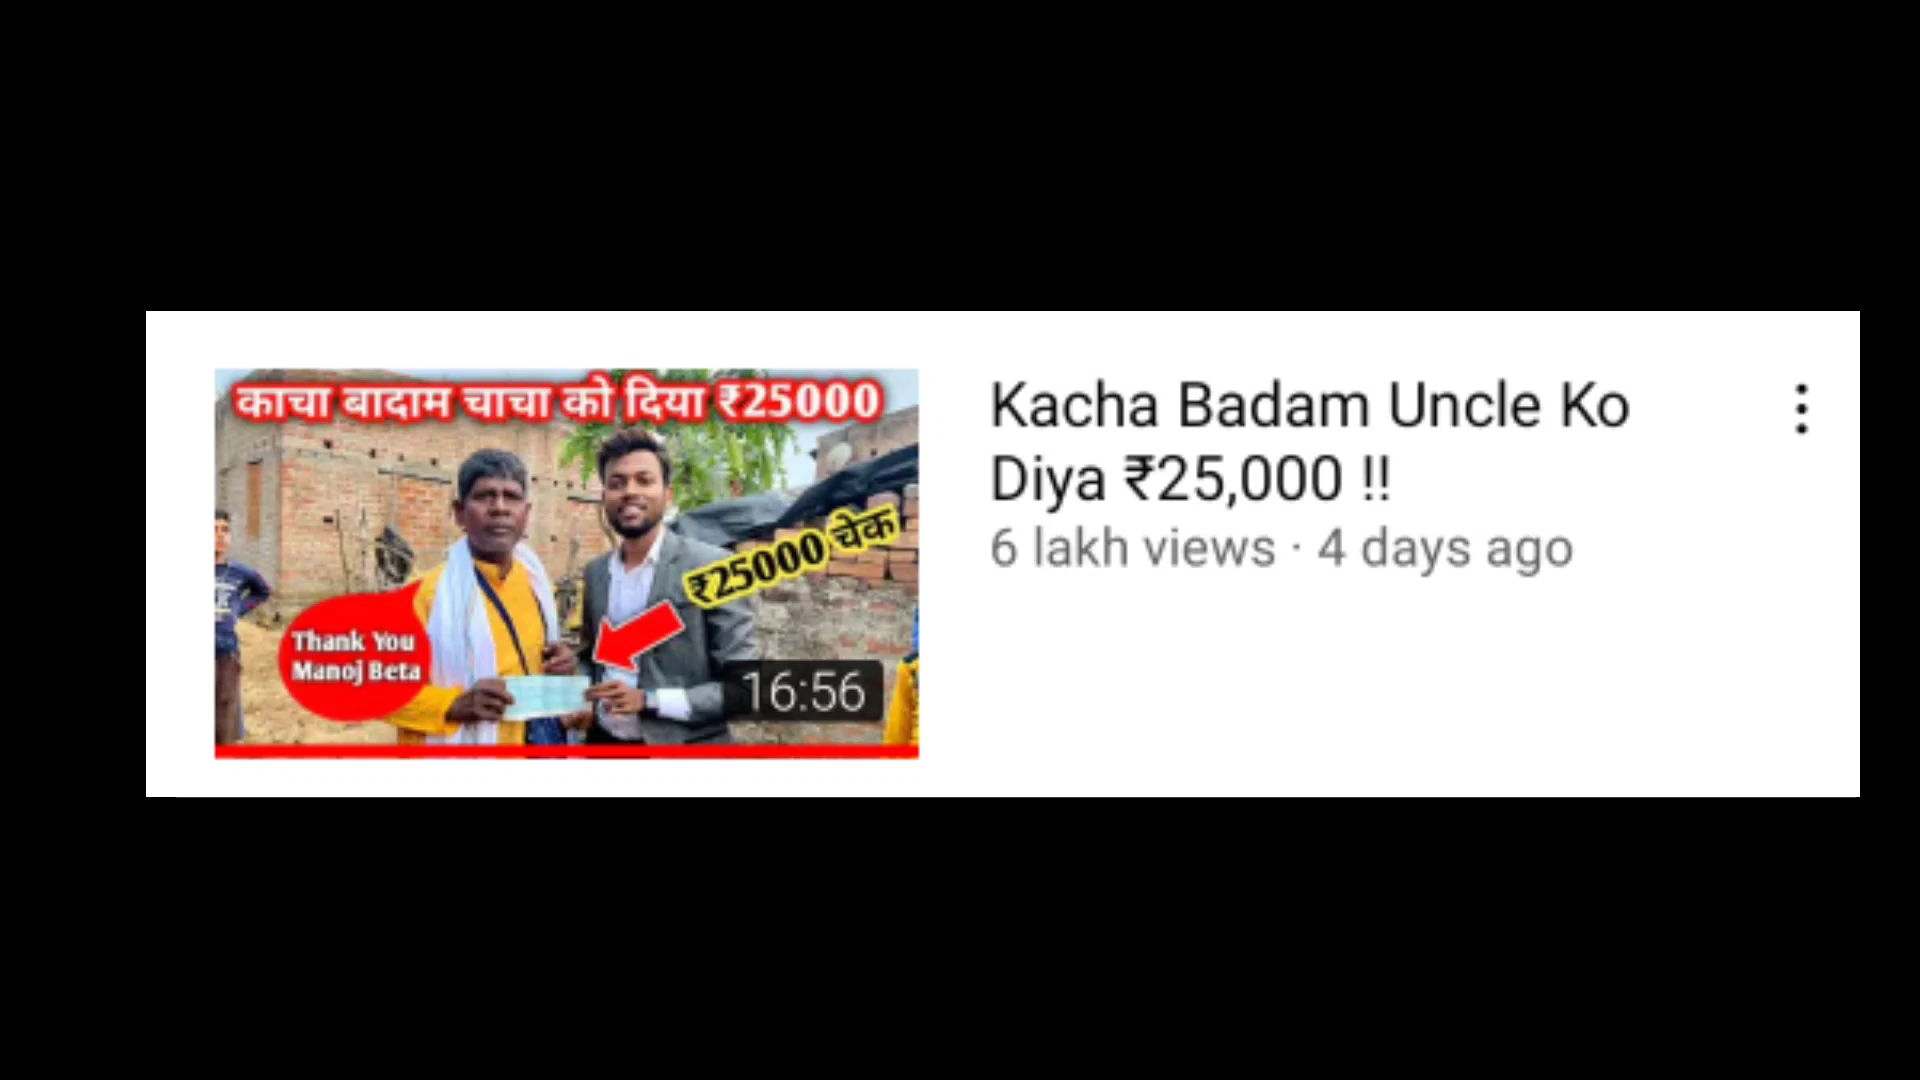 काचा बादाम चाचा को दिया ₹25000
₹25000 चेक
Thank You
Manoj Beta
16:56
Kacha Badam Uncle Ko
Diya ₹25,000 !!
6 lakh views · 4 days ago